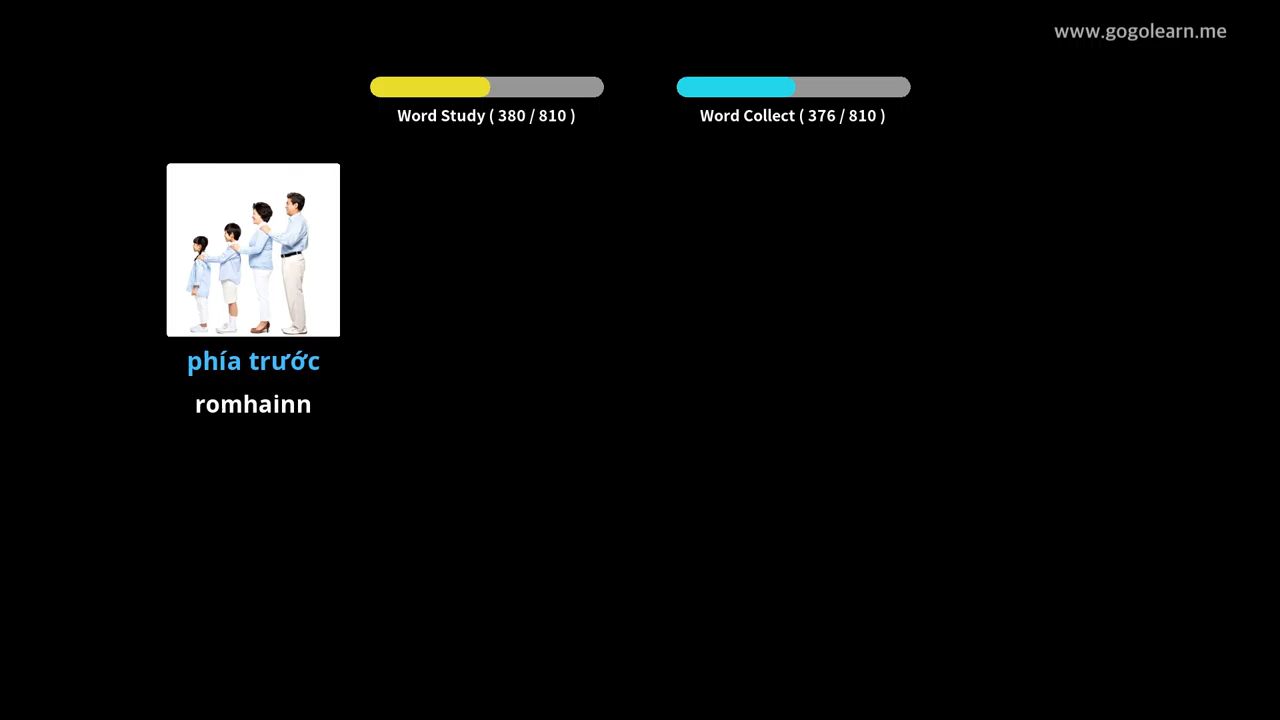 www.gogolearn.me
Word Study ( 380 / 810 )
Word Collect ( 376 / 810 )
phía trước
romhainn